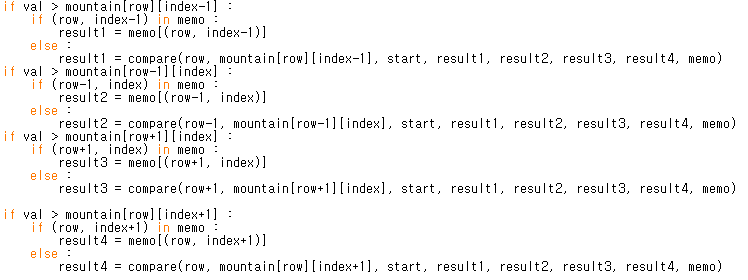 if val > mountain[row][index-1] :
    if (row, index-1) in memo :
        result1 = memo[(row, index-1)]
    else :
        result1 = compare(row, mountain[row][index-1], start, result1, result2, result3, result4, memo)
if val > mountain[row-1][index] :
    if (row-1, index) in memo :
        result2 = memo[(row-1, index)]
    else :
        result2 = compare(row-1, mountain[row-1][index], start, result1, result2, result3, result4, memo)
if val > mountain[row+1][index] :
    if (row+1, index) in memo :
        result3 = memo[(row+1, index)]
    else :
        result3 = compare(row+1, mountain[row+1][index], start, result1, result2, result3, result4, memo)

if val > mountain[row][index+1] :
    if (row, index+1) in memo :
        result4 = memo[(row, index+1)]
    else :
        result4 = compare(row, mountain[row][index+1], start, result1, result2, result3, result4, memo)